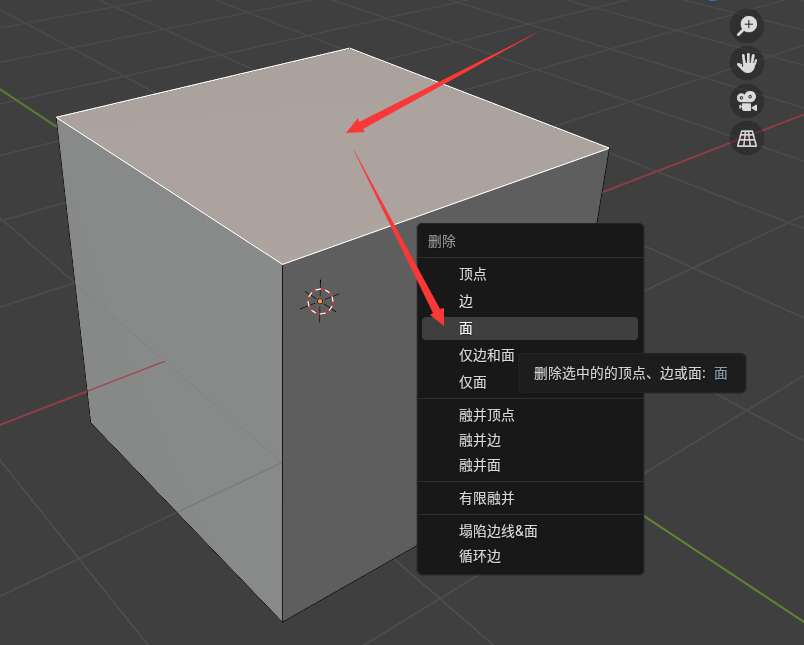 删除
顶点
边
面
仅边和面
仅面
删除选中的的顶点、边或面: 面
融并顶点
融并边
融并面
有限融并
塌陷边线&面
循环边